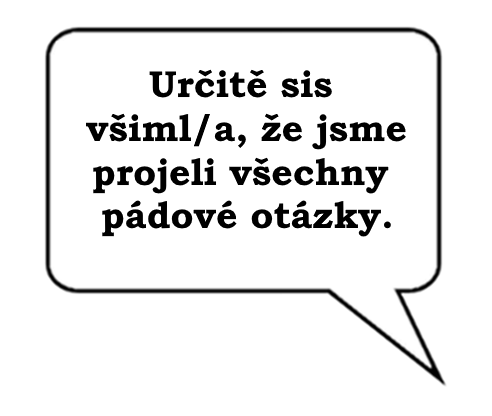 Určitě sis
všiml/a, že jsme
projeli všechny
pádové otázky.